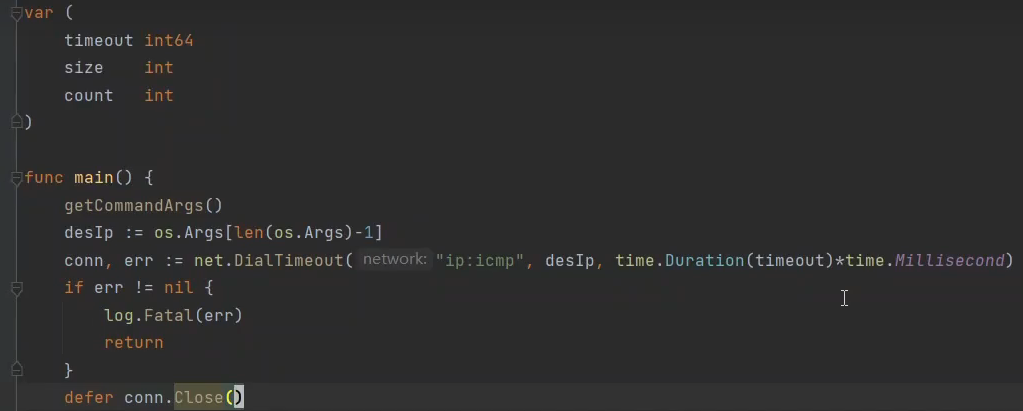 var (
    timeout int64
    size    int
    count   int
)
func main() {
    getCommandArgs()
    desIp := os.Args[len(os.Args)-1]
    conn, err := net.DialTimeout( network: "ip:icmp", desIp, time.Duration(timeout)*time.Millisecond)
    if err != nil {
        log.Fatal(err)
        return
    }
    defer conn.Close()